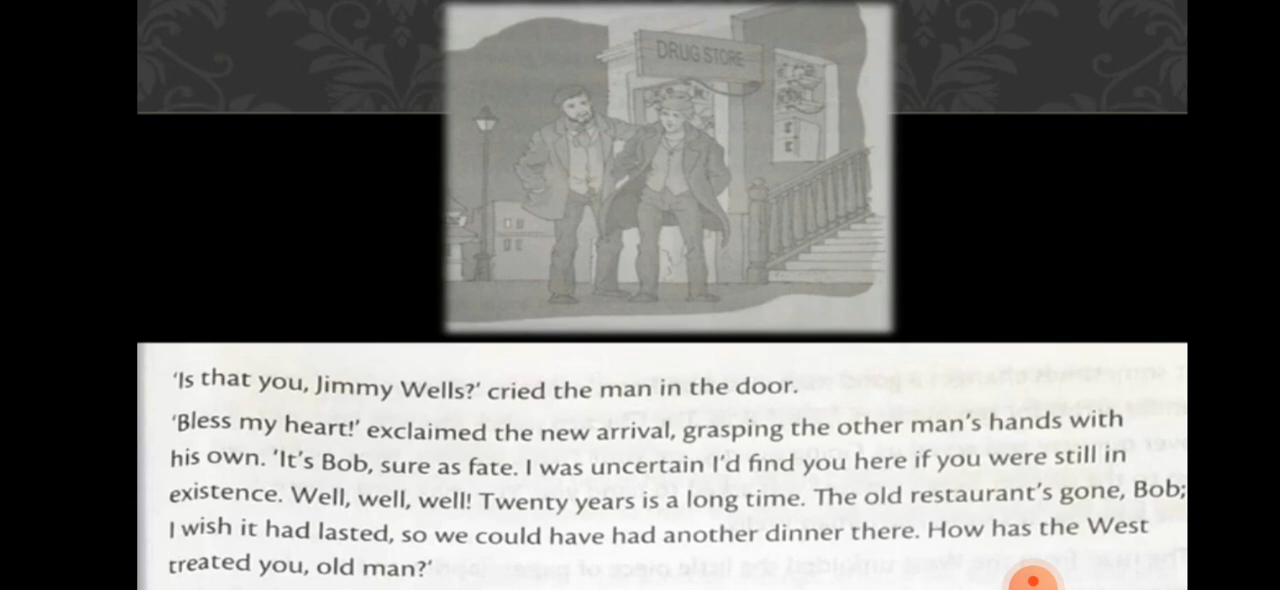 DRUG STORE
'Is that you, Jimmy Wells?' cried the man in the door.
'Bless my heart!' exclaimed the new arrival, grasping the other man's hands with
his own. 'It's Bob, sure as fate. I was uncertain I'd find you here if you were still in
existence. Well, well, well! Twenty years is a long time. The old restaurant's gone, Bob;
I wish it had lasted, so we could have had another dinner there. How has the West
treated you, old man?'